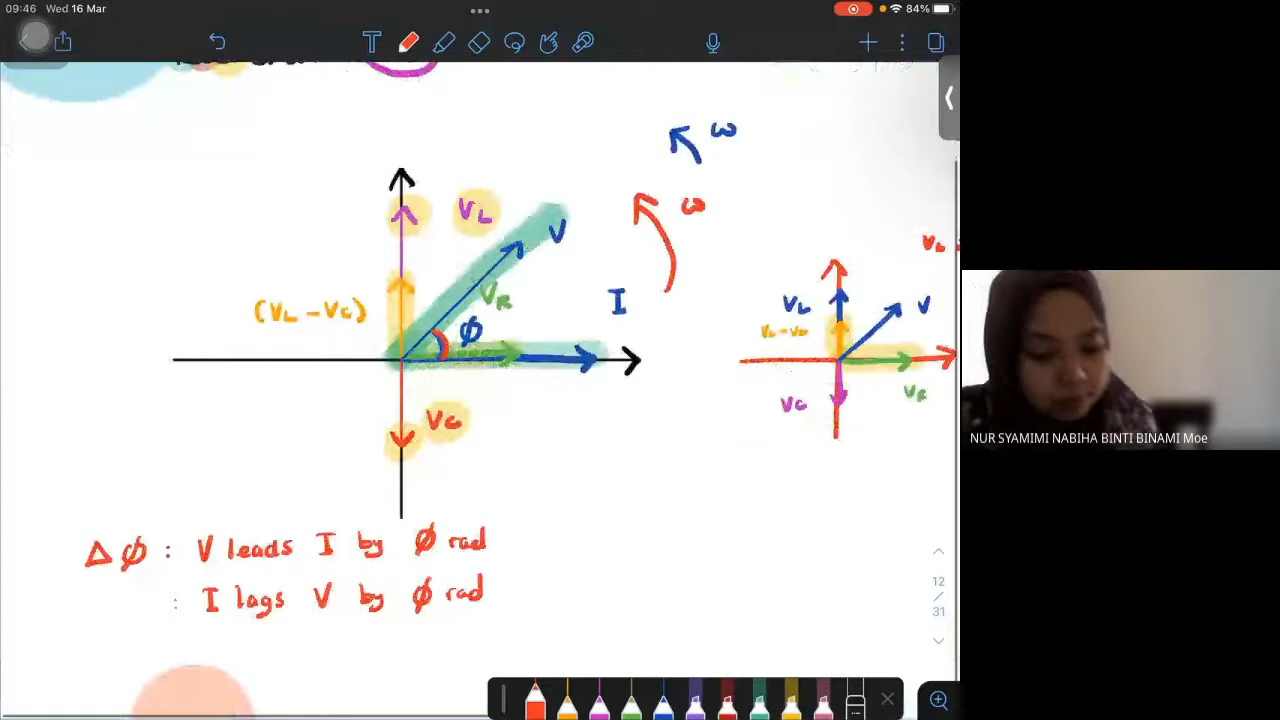 09:46 Wed 16 Mar
84%
T
ω
ω
VL
V
(VL - VC)
VR
I
ϕ
VC
VL
VL
V
VL-VC
VC
VR
Δϕ : V leads I by ϕ rad
: I lags V by ϕ rad
12
/
31
NUR SYAMIMI NABIHA BINTI BINAMI Moe